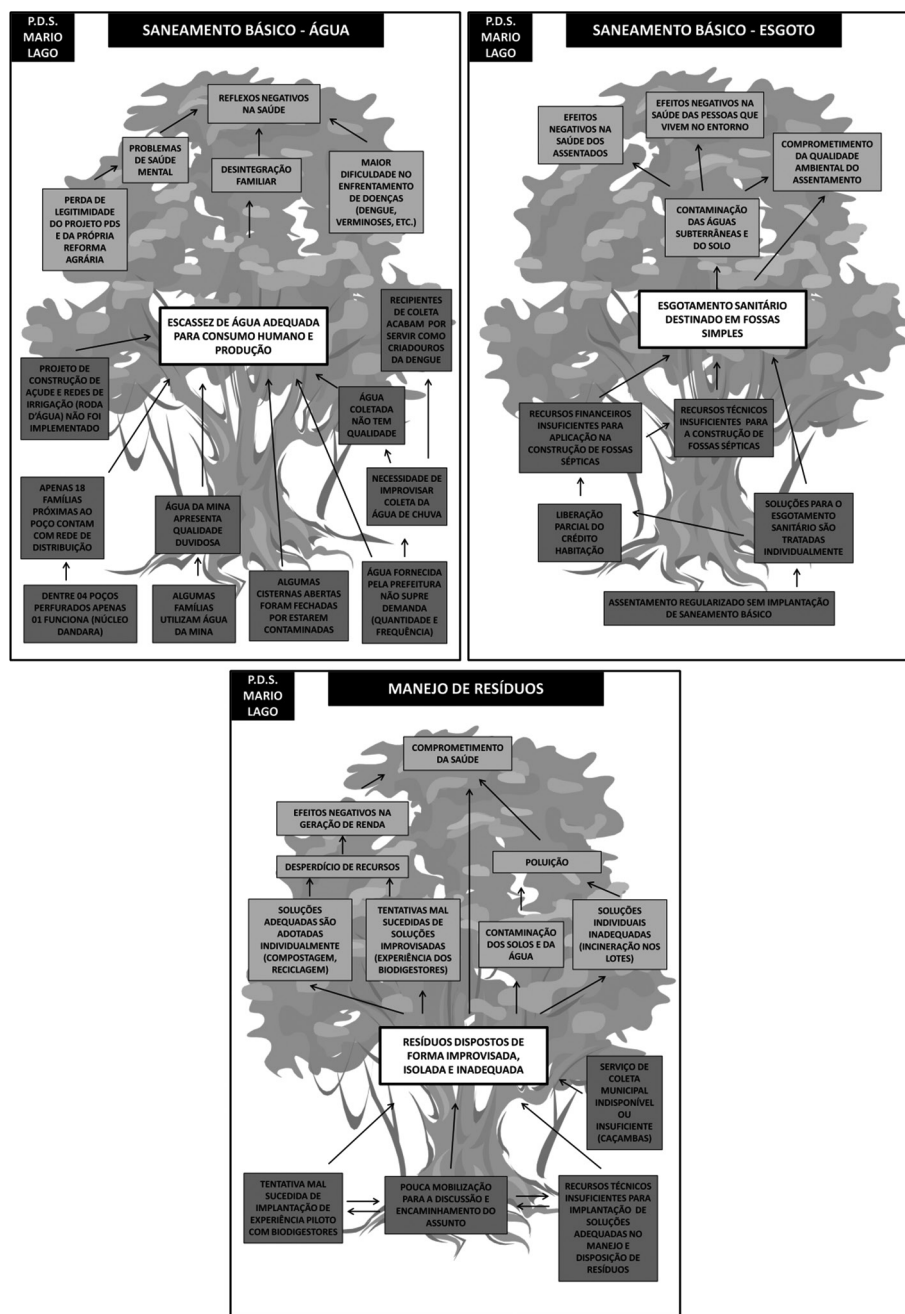 P.D.S.
MARIO
LAGO
SANEAMENTO BÁSICO - ÁGUA
REFLEXOS NEGATIVOS
NA SAÚDE
PROBLEMAS
DE SAÚDE
MENTAL
DESINTEGRAÇÃO
FAMILIAR
MAIOR
DIFICULDADE NO
ENFRENTAMENTO
DE DOENÇAS
(DENGUE,
VERMINOSES, ETC.)
PERDA DE
LEGITIMIDADE
DO PROJETO PDS
E DA PRÓPRIA
REFORMA
AGRÁRIA
ESCASSEZ DE ÁGUA ADEQUADA
PARA CONSUMO HUMANO E
PRODUÇÃO
RECIPIENTES
DE COLETA
ACABAM POR
SERVIR COMO
CRIADOUROS
DA DENGUE
PROJETO DE
CONSTRUÇÃO DE
AÇUDE E REDES DE
IRRIGAÇÃO (RODA
D'ÁGUA) NÃO FOI
IMPLEMENTADO
ÁGUA
COLETADA
NÃO TEM
QUALIDADE
APENAS 18
FAMÍLIAS
PRÓXIMAS AO
POÇO CONTAM
COM REDE DE
DISTRIBUIÇÃO
ÁGUA DA MINA
APRESENTA
QUALIDADE
DUVIDOSA
NECESSIDADE DE
IMPROVISAR
COLETA DA
ÁGUA DE CHUVA
DENTRE 04 POÇOS
PERFURADOS APENAS
01 FUNCIONA (NÚCLEO
DANDARA)
ALGUMAS
FAMÍLIAS
UTILIZAM ÁGUA
DA MINA
ALGUMAS
CISTERNAS ABERTAS
FORAM FECHADAS
POR ESTAREM
CONTAMINADAS
ÁGUA FORNECIDA
PELA PREFEITURA
NÃO SUPRE
DEMANDA
(QUANTIDADE E
FREQUÊNCIA)
P.D.S.
MARIO
LAGO
SANEAMENTO BÁSICO - ESGOTO
EFEITOS
NEGATIVOS NA
SAÚDE DOS
ASSENTADOS
EFEITOS NEGATIVOS NA
SAÚDE DAS PESSOAS QUE
VIVEM NO ENTORNO
COMPROMETIMENTO
DA QUALIDADE
AMBIENTAL DO
ASSENTAMENTO
CONTAMINAÇÃO
DAS ÁGUAS
SUBTERRÂNEAS E
DO SOLO
ESGOTAMENTO SANITÁRIO
DESTINADO EM FOSSAS
SIMPLES
RECURSOS FINANCEIROS
INSUFICIENTES PARA
APLICAÇÃO NA
CONSTRUÇÃO DE FOSSAS
SÉPTICAS
RECURSOS TÉCNICOS
INSUFICIENTES PARA
A CONSTRUÇÃO DE
FOSSAS SÉPTICAS
LIBERAÇÃO
PARCIAL DO
CRÉDITO
HABITAÇÃO
SOLUÇÕES PARA O
ESGOTAMENTO
SANITÁRIO SÃO
TRATADAS
INDIVIDUALMENTE
ASSENTAMENTO REGULARIZADO SEM IMPLANTAÇÃO
DE SANEAMENTO BÁSICO
P.D.S.
MARIO
LAGO
MANEJO DE RESÍDUOS
COMPROMETIMENTO
DA SAÚDE
EFEITOS NEGATIVOS NA
GERAÇÃO DE RENDA
DESPERDÍCIO DE RECURSOS
POLUIÇÃO
SOLUÇÕES
ADEQUADAS SÃO
ADOTADAS
INDIVIDUALMENTE
(COMPOSTAGEM,
RECICLAGEM)
TENTATIVAS MAL
SUCEDIDAS DE
SOLUÇÕES
IMPROVISADAS
(EXPERIÊNCIA DOS
BIODIGESTORES)
CONTAMINAÇÃO
DOS SOLOS E DA
ÁGUA
SOLUÇÕES
INDIVIDUAIS
INADEQUADAS
(INCINERAÇÃO NOS
LOTES)
RESÍDUOS DISPOSTOS DE
FORMA IMPROVISADA,
ISOLADA E INADEQUADA
SERVIÇO DE
COLETA
MUNICIPAL
INDISPONÍVEL
OU
INSUFICIENTE
(CAÇAMBAS)
TENTATIVA MAL
SUCEDIDA DE
IMPLANTAÇÃO DE
EXPERIÊNCIA PILOTO
COM BIODIGESTORES
POUCA MOBILIZAÇÃO
PARA A DISCUSSÃO E
ENCAMINHAMENTO DO
ASSUNTO
RECURSOS TÉCNICOS
INSUFICIENTES PARA
IMPLANTAÇÃO DE
SOLUÇÕES
ADEQUADAS NO
MANEJO E
DISPOSIÇÃO DE
RESÍDUOS